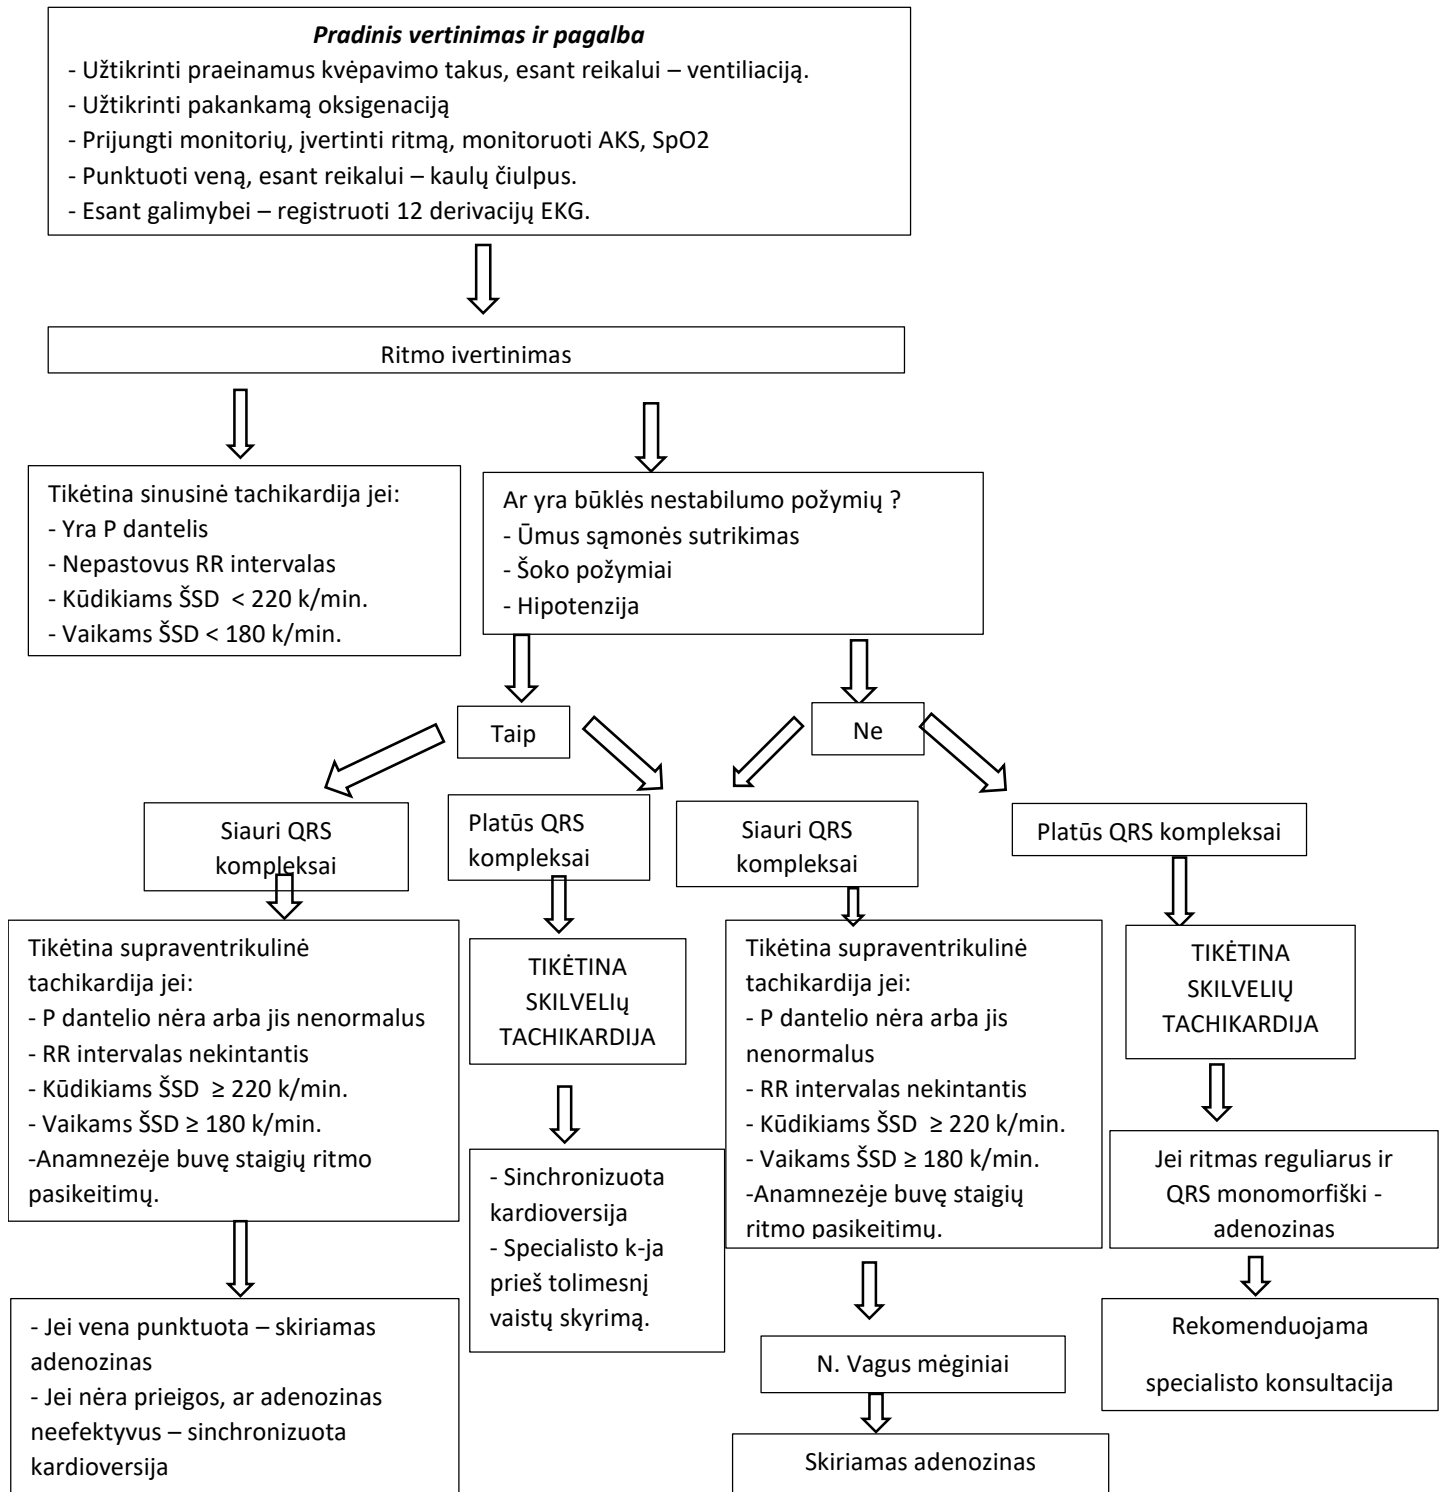 Pradinis vertinimas ir pagalba
- Užtikrinti praeinamus kvėpavimo takus, esant reikalui – ventiliaciją.
- Užtikrinti pakankamą oksigenaciją
- Prijungti monitorių, įvertinti ritmą, monitoruoti AKS, SpO2
- Punktuoti veną, esant reikalui – kaulų čiulpus.
- Esant galimybei – registruoti 12 derivacijų EKG.
Ritmo ivertinimas
Tikėtina sinusinė tachikardija jei:
- Yra P dantelis
- Nepastovus RR intervalas
- Kūdikiams ŠSD < 220 k/min.
- Vaikams ŠSD < 180 k/min.
Ar yra būklės nestabilumo požymių ?
- Ūmus sąmonės sutrikimas
- Šoko požymiai
- Hipotenzija
Taip
Ne
Siauri QRS
kompleksai
Platūs QRS
kompleksai
Siauri QRS
kompleksai
Platūs QRS kompleksai
Tikėtina supraventrikulinė
tachikardija jei:
- P dantelio nėra arba jis nenormalus
- RR intervalas nekintantis
- Kūdikiams ŠSD ≥ 220 k/min.
- Vaikams ŠSD ≥ 180 k/min.
-Anamnezėje buvę staigių ritmo
pasikeitimų.
TIKĖTINA
SKILVELIų
TACHIKARDIJA
Tikėtina supraventrikulinė
tachikardija jei:
- P dantelio nėra arba jis
nenormalus
- RR intervalas nekintantis
- Kūdikiams ŠSD ≥ 220 k/min.
- Vaikams ŠSD ≥ 180 k/min.
-Anamnezėje buvę staigių
ritmo pasikeitimų.
TIKĖTINA
SKILVELIŲ
TACHIKARDIJA
- Sinchronizuota
kardioversija
- Specialisto k-ja
prieš tolimesnį
vaistų skyrimą.
Jei ritmas reguliarus ir
QRS monomorfiški -
adenozinas
- Jei vena punktuota – skiriamas
adenozinas
- Jei nėra prieigos, ar adenozinas
neefektyvus – sinchronizuota
kardioversija
N. Vagus mėginiai
Skiriamas adenozinas
Rekomenduojama
specialisto konsultacija